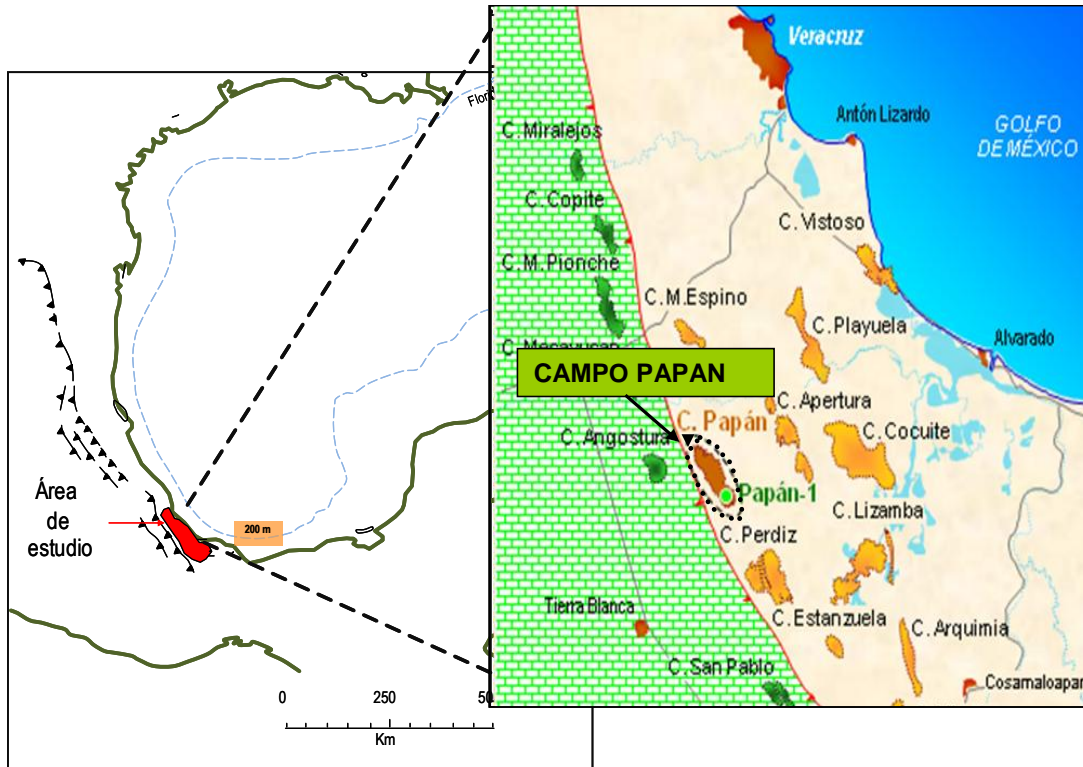 Flori
Área
de
estudio
200 m
0 250 50
Km
Veracruz
Antón Lizardo
GOLFO
DE MÉXICO
C. Miralejos
C. Copite
C. Vistoso
C. M. Pionche
C. M. Espino
C. Playuela
Alvarado
CAMPO PAPAN
C. Apertura
C. Papán
C. Cocuite
C. Angostura
Papán-1
C. Lizamba
C. Perdiz
Tierra Blanca
C. Estanzuela
C. Arquimia
C. San Pablo
Cosamaloapan